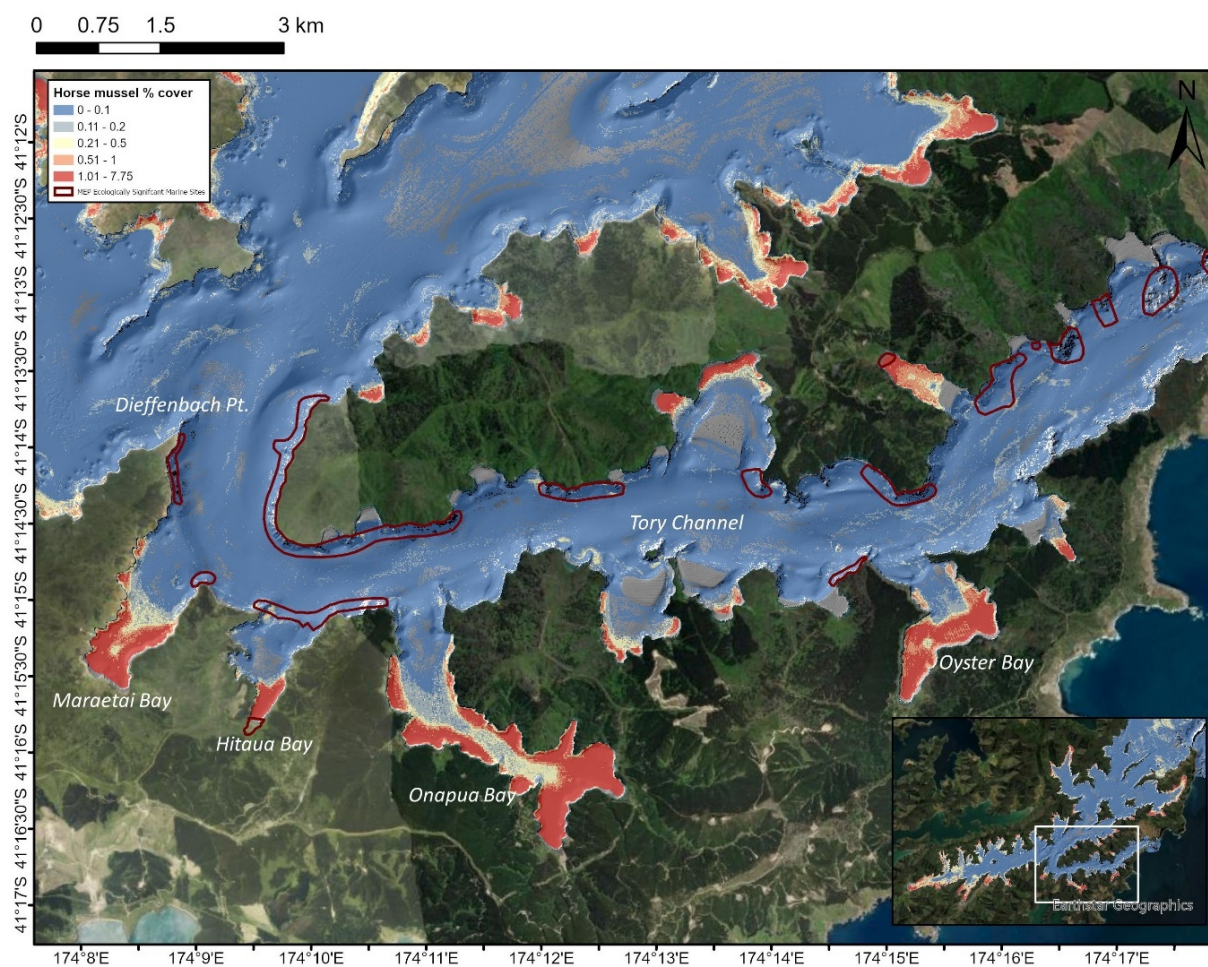 0 0.75 1.5 3 km
Horse mussel % cover
0 - 0.1
0.11 - 0.2
0.21 - 0.5
0.51 - 1
1.01 - 7.75
MEP Ecologically Signifcant Marine Sites
N
41°12'S
41°12'30"S
41°13'S
41°13'30"S
41°14'S
41°14'30"S
41°15'S
41°15'30"S
41°16'S
41°16'30"S
41°17'S
Dieffenbach Pt.
Tory Channel
Maraetai Bay
Hitaua Bay
Onapua Bay
Oyster Bay
Earthstar Geographics
174°8'E 174°9'E 174°10'E 174°11'E 174°12'E 174°13'E 174°14'E 174°15'E 174°16'E 174°17'E